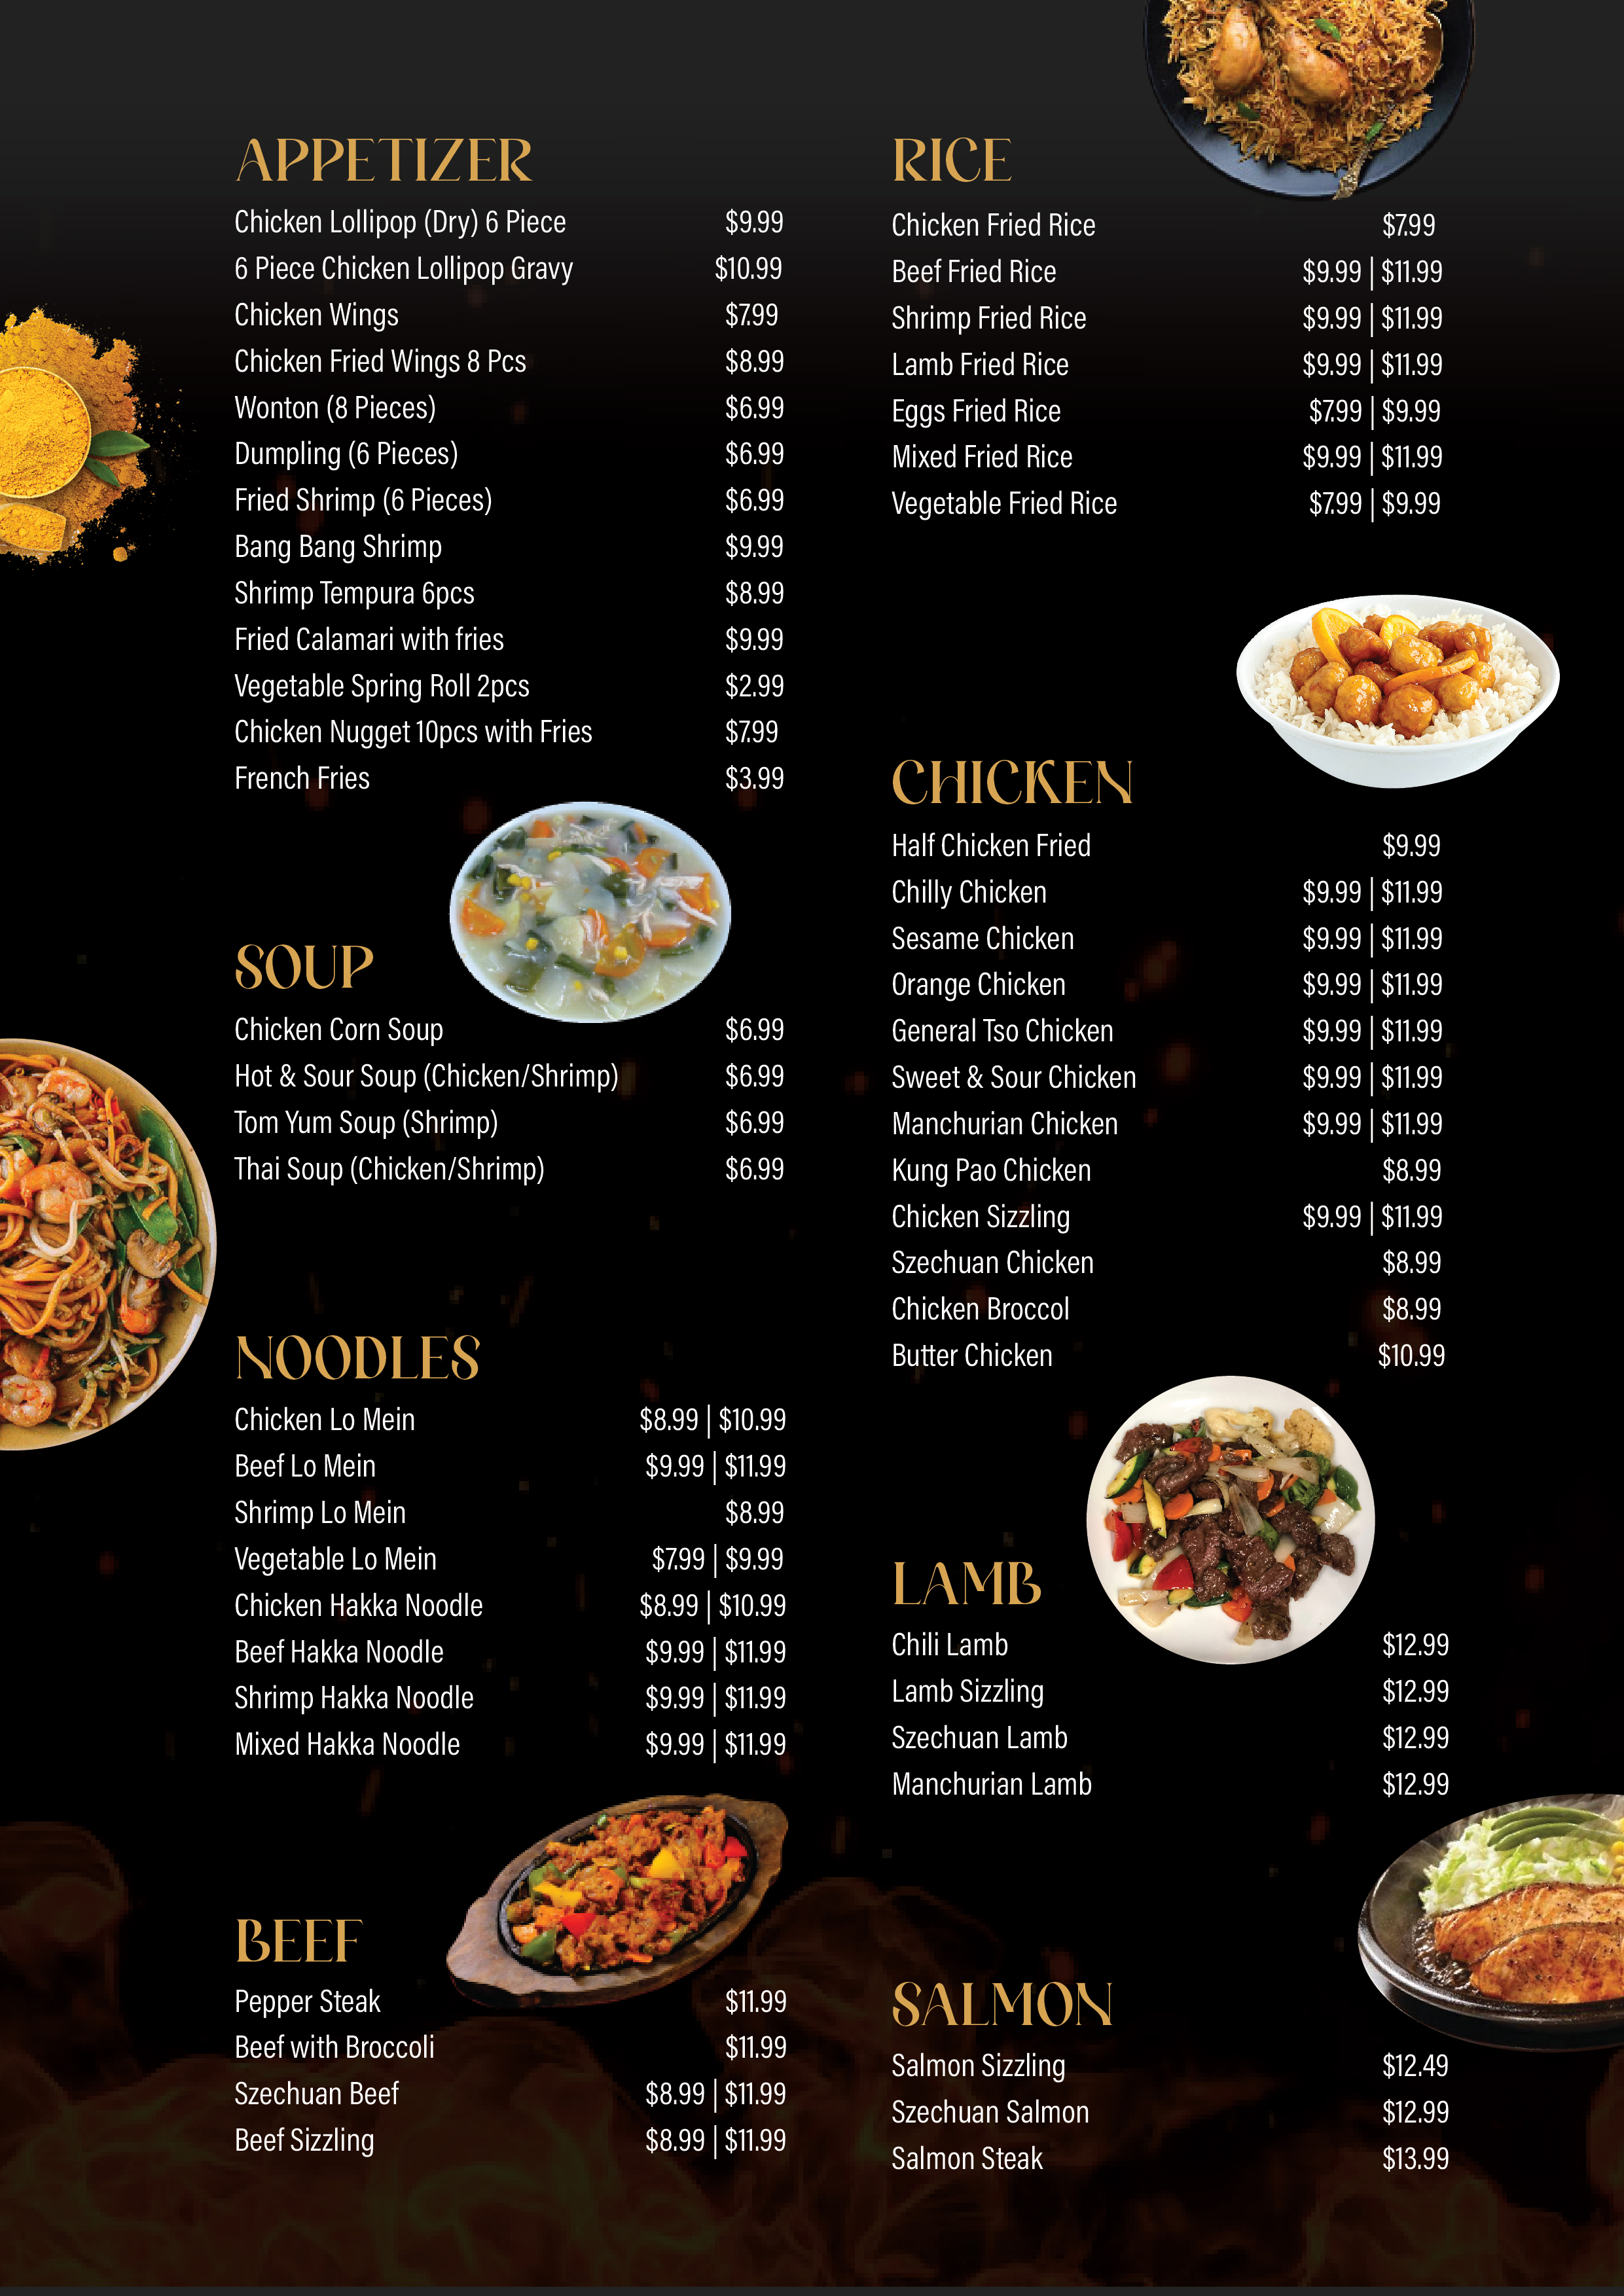 APPETIZER
Chicken Lollipop (Dry) 6 Piece $9.99
6 Piece Chicken Lollipop Gravy $10.99
Chicken Wings $7.99
Chicken Fried Wings 8 Pcs $8.99
Wonton (8 Pieces) $6.99
Dumpling (6 Pieces) $6.99
Fried Shrimp (6 Pieces) $6.99
Bang Bang Shrimp $9.99
Shrimp Tempura 6pcs $8.99
Fried Calamari with fries $9.99
Vegetable Spring Roll 2pcs $2.99
Chicken Nugget 10pcs with Fries $7.99
French Fries $3.99
SOUP
Chicken Corn Soup $6.99
Hot & Sour Soup (Chicken/Shrimp) $6.99
Tom Yum Soup (Shrimp) $6.99
Thai Soup (Chicken/Shrimp) $6.99
NOODLES
Chicken Lo Mein $8.99 | $10.99
Beef Lo Mein $9.99 | $11.99
Shrimp Lo Mein $8.99
Vegetable Lo Mein $7.99 | $9.99
Chicken Hakka Noodle $8.99 | $10.99
Beef Hakka Noodle $9.99 | $11.99
Shrimp Hakka Noodle $9.99 | $11.99
Mixed Hakka Noodle $9.99 | $11.99
BEEF
Pepper Steak $11.99
Beef with Broccoli $11.99
Szechuan Beef $8.99 | $11.99
Beef Sizzling $8.99 | $11.99
RICE
Chicken Fried Rice $7.99
Beef Fried Rice $9.99 | $11.99
Shrimp Fried Rice $9.99 | $11.99
Lamb Fried Rice $9.99 | $11.99
Eggs Fried Rice $7.99 | $9.99
Mixed Fried Rice $9.99 | $11.99
Vegetable Fried Rice $7.99 | $9.99
CHICKEN
Half Chicken Fried $9.99
Chilly Chicken $9.99 | $11.99
Sesame Chicken $9.99 | $11.99
Orange Chicken $9.99 | $11.99
General Tso Chicken $9.99 | $11.99
Sweet & Sour Chicken $9.99 | $11.99
Manchurian Chicken $9.99 | $11.99
Kung Pao Chicken $8.99
Chicken Sizzling $9.99 | $11.99
Szechuan Chicken $8.99
Chicken Broccol $8.99
Butter Chicken $10.99
LAMB
Chili Lamb $12.99
Lamb Sizzling $12.99
Szechuan Lamb $12.99
Manchurian Lamb $12.99
SALMON
Salmon Sizzling $12.49
Szechuan Salmon $12.99
Salmon Steak $13.99